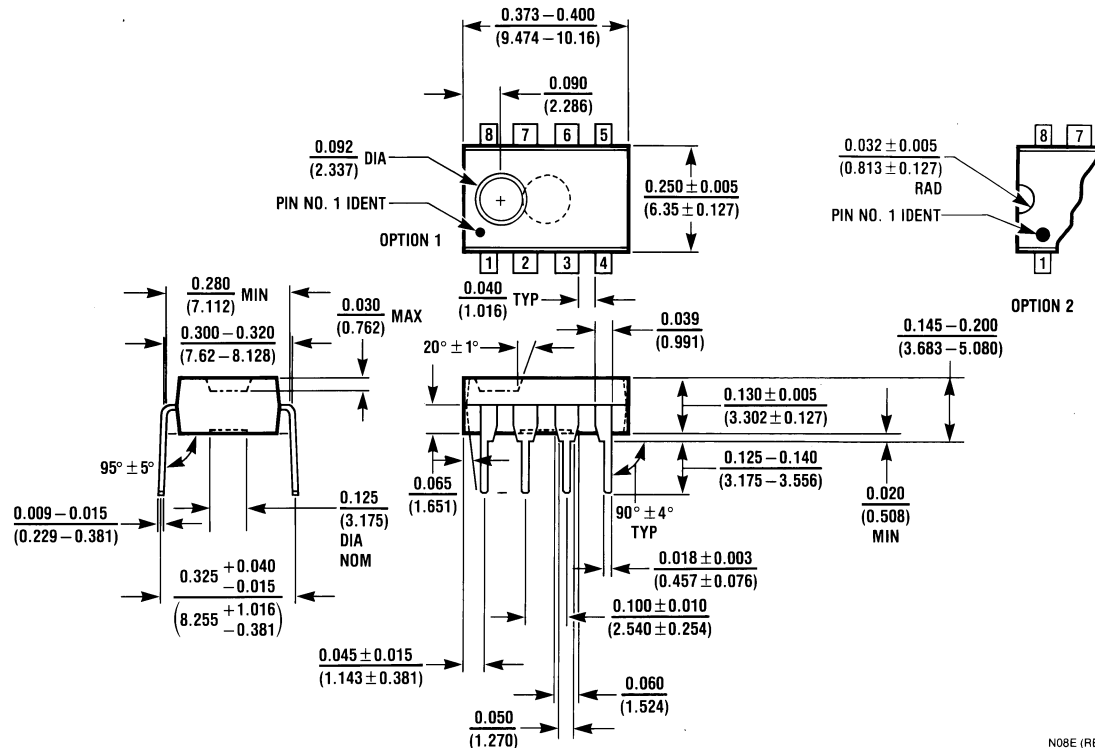 0.373 – 0.400
(9.474 – 10.16)
0.090
(2.286)
8 7 6 5
0.092 DIA
(2.337)
PIN NO. 1 IDENT
OPTION 1
+
0.250 ± 0.005
(6.35 ± 0.127)
1 2 3 4
8 7
0.032 ± 0.005
(0.813 ± 0.127)
RAD
PIN NO. 1 IDENT
1
OPTION 2
0.280 MIN
(7.112)
0.300 – 0.320
(7.62 – 8.128)
0.030 MAX
(0.762)
0.040 TYP
(1.016)
0.039
(0.991)
20° ± 1°
0.145 – 0.200
(3.683 – 5.080)
0.130 ± 0.005
(3.302 ± 0.127)
0.125 – 0.140
(3.175 – 3.556)
0.020
(0.508)
MIN
95° ± 5°
0.009 – 0.015
(0.229 – 0.381)
0.125
(3.175)
DIA
NOM
0.065
(1.651)
90° ± 4°
TYP
0.018 ± 0.003
(0.457 ± 0.076)
0.325 +0.040
–0.015
(8.255 +1.016
–0.381)
0.100 ± 0.010
(2.540 ± 0.254)
0.045 ± 0.015
(1.143 ± 0.381)
0.060
(1.524)
0.050
(1.270)
N08E